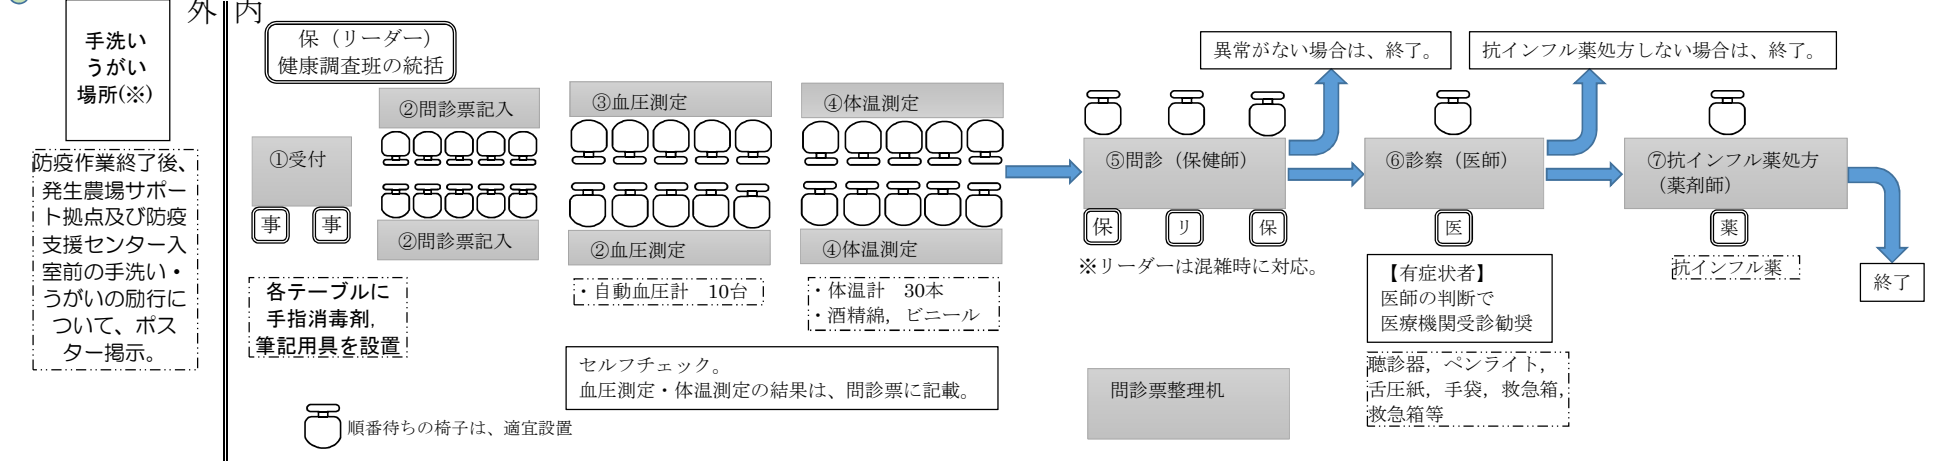 外 内
手洗い
うがい
場所(※)
防疫作業終了後、
発生農場サポー
ト拠点及び防疫
支援センター入
室前の手洗い・
うがいの励行に
ついて、ポス
ター掲示。
保（リーダー）
健康調査班の統括
①受付
事 事
各テーブルに
手指消毒剤,
筆記用具を設置
②問診票記入
②問診票記入
③血圧測定
②血圧測定
・自動血圧計　10台
④体温測定
④体温測定
・体温計　30本
・酒精綿，ビニール
セルフチェック。
血圧測定・体温測定の結果は、問診票に記載。
順番待ちの椅子は、適宜設置
異常がない場合は、終了。
⑤問診（保健師）
保 リ 保
※リーダーは混雑時に対応。
問診票整理机
抗インフル薬処方しない場合は、終了。
⑥診察（医師）
医
【有症状者】
医師の判断で
医療機関受診勧奨
聴診器，ペンライト，
舌圧紙，手袋，救急箱，
救急箱等
⑦抗インフル薬処方
（薬剤師）
薬
抗インフル薬
終了